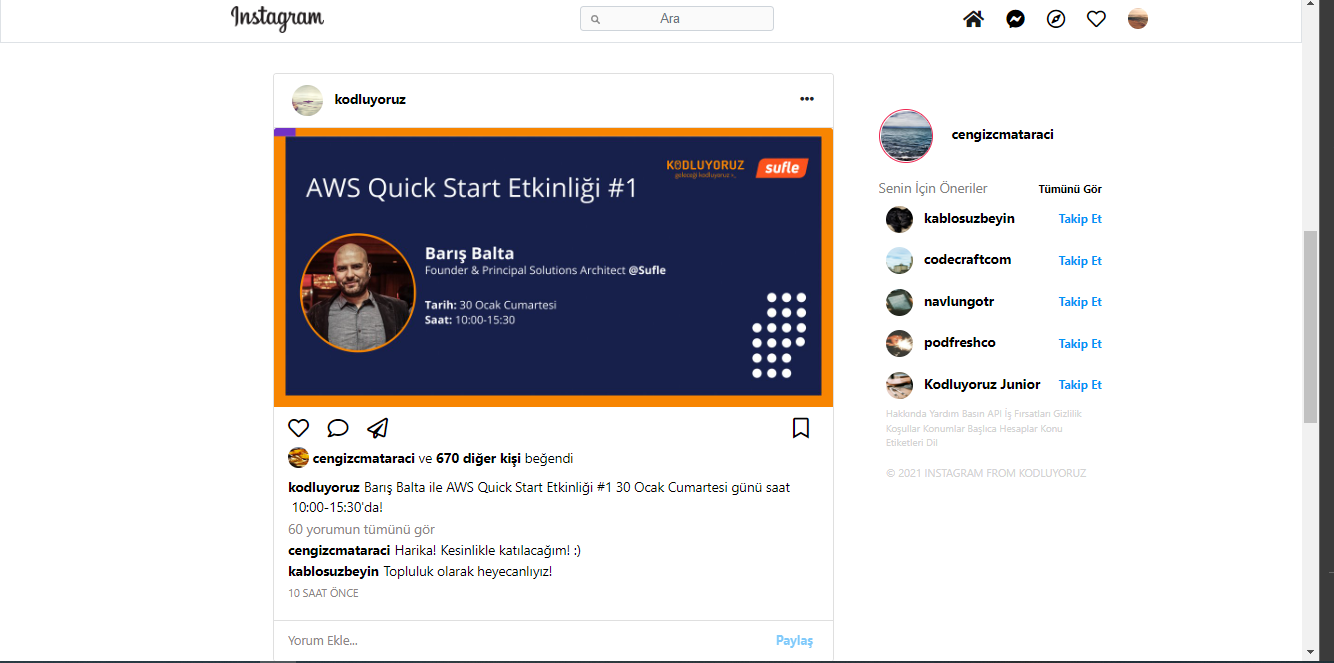 Instagram
Ara
kodluyoruz
KODLUYORUZ
geleceği kodluyoruz >_
sufle
AWS Quick Start Etkinliği #1
Barış Balta
Founder & Principal Solutions Architect @Sufle
Tarih: 30 Ocak Cumartesi
Saat: 10:00-15:30
cengizcmataraci ve 670 diğer kişi beğendi
kodluyoruz Barış Balta ile AWS Quick Start Etkinliği #1 30 Ocak Cumartesi günü saat
10:00-15:30'da!
60 yorumun tümünü gör
cengizcmataraci Harika! Kesinlikle katılacağım! :)
kablosuzbeyin Topluluk olarak heyecanlıyız!
10 SAAT ÖNCE
Yorum Ekle... Paylaş
cengizcmataraci
Senin İçin Öneriler Tümünü Gör
kablosuzbeyin Takip Et
codecraftcom Takip Et
navlungotr Takip Et
podfreshco Takip Et
Kodluyoruz Junior Takip Et
Hakkında Yardım Basın API İş Fırsatları Gizlilik
Koşullar Konumlar Başlıca Hesaplar Konu
Etiketleri Dil
© 2021 INSTAGRAM FROM KODLUYORUZ